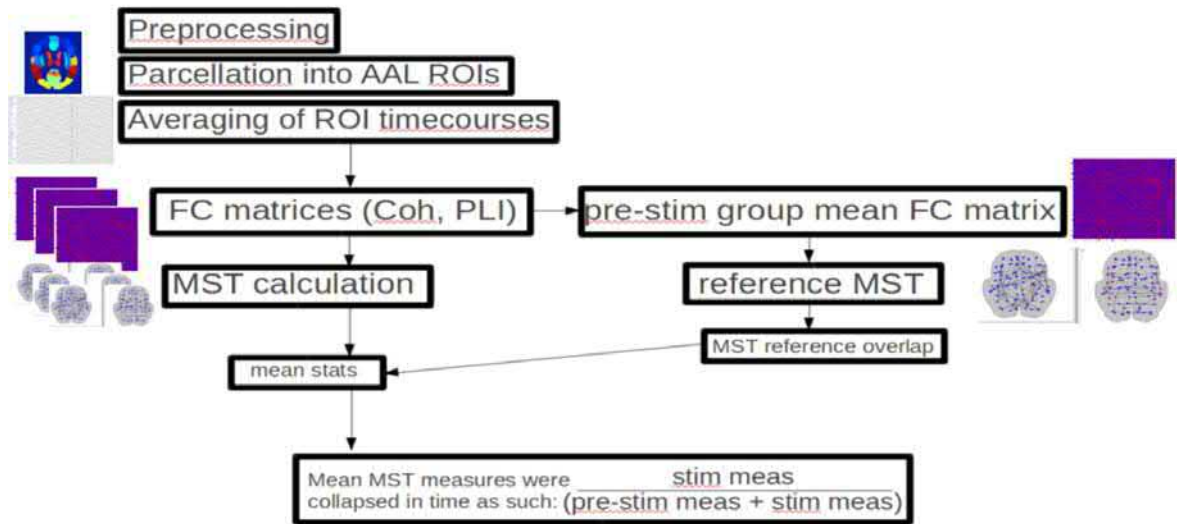 Preprocessing
Parcellation into AAL ROIs
Averaging of ROI timecourses
FC matrices (Coh, PLI)
pre-stim group mean FC matrix
MST calculation
reference MST
MST reference overlap
mean stats
Mean MST measures were
collapsed in time as such:
stim meas
(pre-stim meas + stim meas)